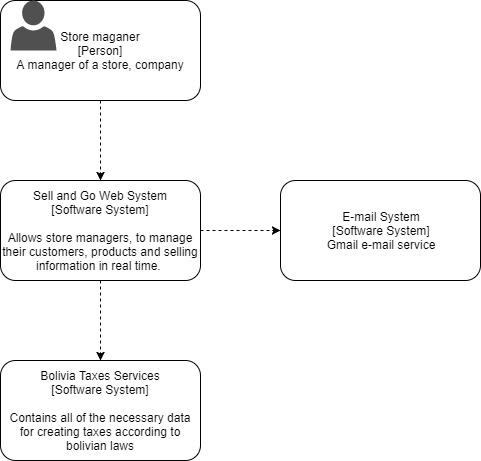 Store maganer
[Person]
A manager of a store, company
Sell and Go Web System
[Software System]
Allows store managers, to manage
their customers, products and selling
information in real time.
E-mail System
[Software System]
Gmail e-mail service
Bolivia Taxes Services
[Software System]
Contains all of the necessary data
for creating taxes according to
bolivian laws